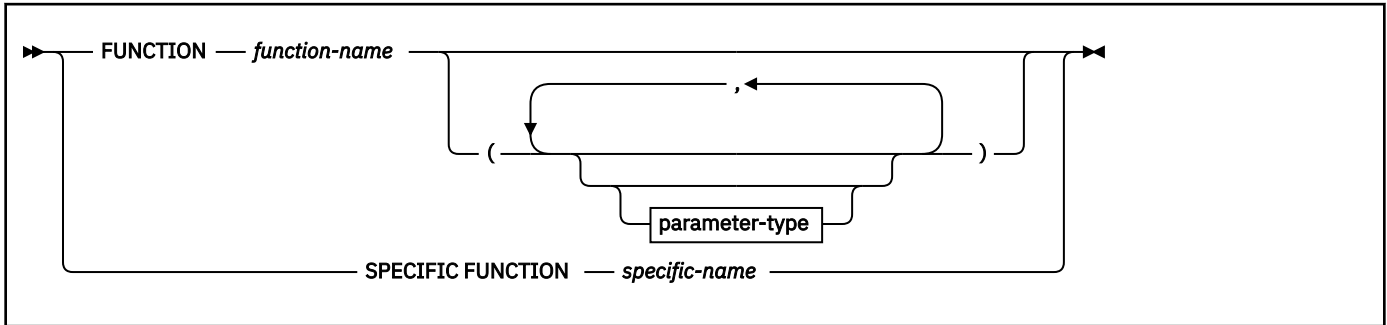 FUNCTION function-name
,
( )
parameter-type
SPECIFIC FUNCTION specific-name